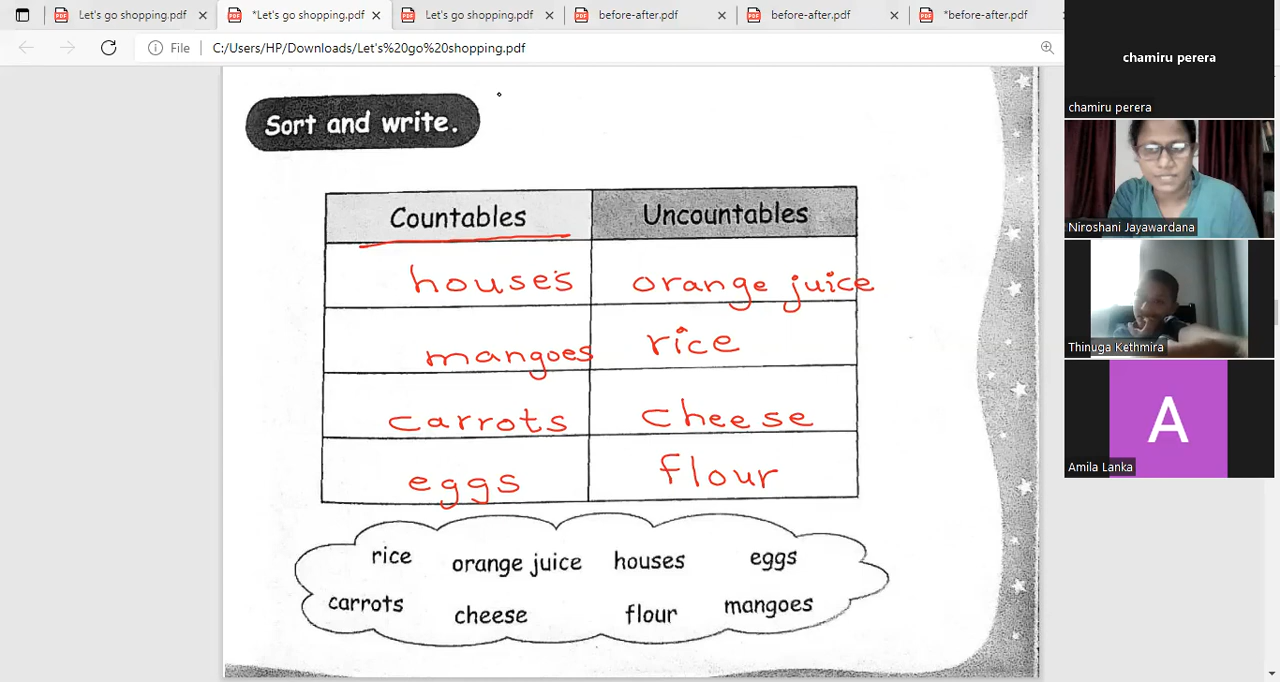 Let's go shopping.pdf
*Let's go shopping.pdf
Let's go shopping.pdf
before-after.pdf
before-after.pdf
*before-after.pdf
File
C:/Users/HP/Downloads/Let's%20go%20shopping.pdf
Sort and write.
Countables Uncountables
houses orange juice
mangoes rice
carrots cheese
eggs flour
rice orange juice houses eggs
carrots cheese flour mangoes
chamiru perera
chamiru perera
Niroshani Jayawardana
Thinuga Kethmira
A
Amila Lanka